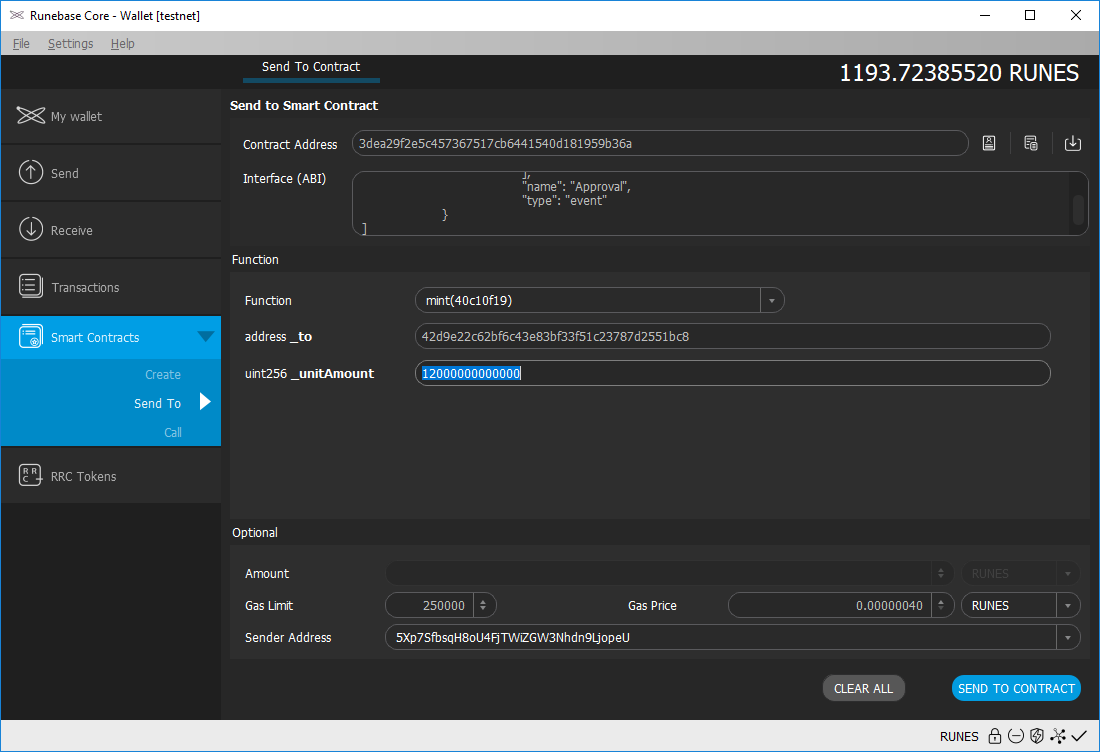 Runebase Core - Wallet [testnet]
File Settings Help
Send To Contract
1193.72385520 RUNES
My wallet
Send
Receive
Transactions
Smart Contracts
Create
Send To
Call
RRC Tokens
Send to Smart Contract
Contract Address 3dea29f2e5c457367517cb6441540d181959b36a
Interface (ABI)
],
"name": "Approval",
"type": "event"
}
]
Function
Function mint(40c10f19)
address _to 42d9e22c62bf6c43e83bf33f51c23787d2551bc8
uint256 _unitAmount 12000000000000
Optional
Amount RUNES
Gas Limit 250000 Gas Price 0.00000040 RUNES
Sender Address 5Xp7SfbsqH8oU4FjTWiZGW3Nhdn9LjopeU
CLEAR ALL SEND TO CONTRACT
RUNES